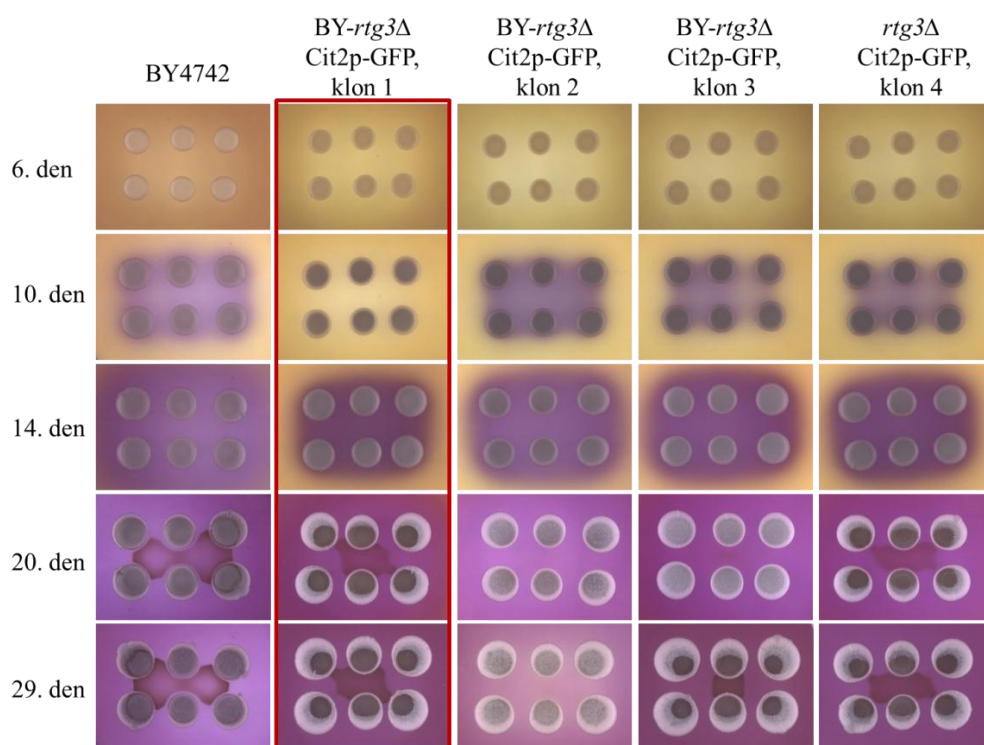 BY4742
BY-rtg3Δ
Cit2p-GFP,
klon 1
BY-rtg3Δ
Cit2p-GFP,
klon 2
BY-rtg3Δ
Cit2p-GFP,
klon 3
rtg3Δ
Cit2p-GFP,
klon 4
6. den
10. den
14. den
20. den
29. den